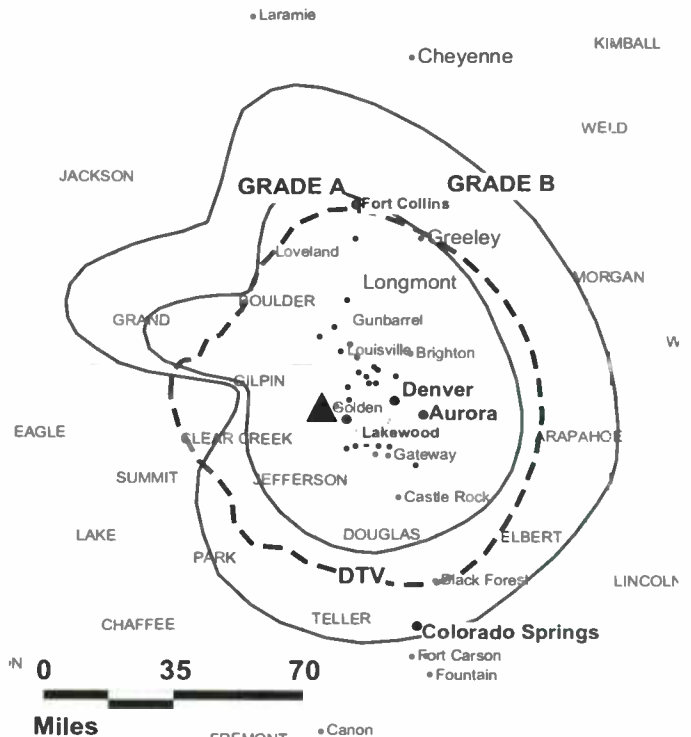 Laramie
KIMBALL
Cheyenne
WELD
JACKSON
GRADE A
GRADE B
Fort Collins
Greeley
Loveland
Longmont
MORGAN
BOULDER
GRAND
Gunbarrel
W
Louisville
Brighton
GILPIN
Denver
Golden
Aurora
EAGLE
Lakewood
CLEAR CREEK
ARAPAHOE
Gateway
SUMMIT
JEFFERSON
Castle Rock
LAKE
DOUGLAS
ELBERT
PARK
DTV
Black Forest
LINCOLN
CHAFFEE
TELLER
Colorado Springs
ON
0 35 70
Fort Carson
Fountain
Miles
FREMONT
Canon